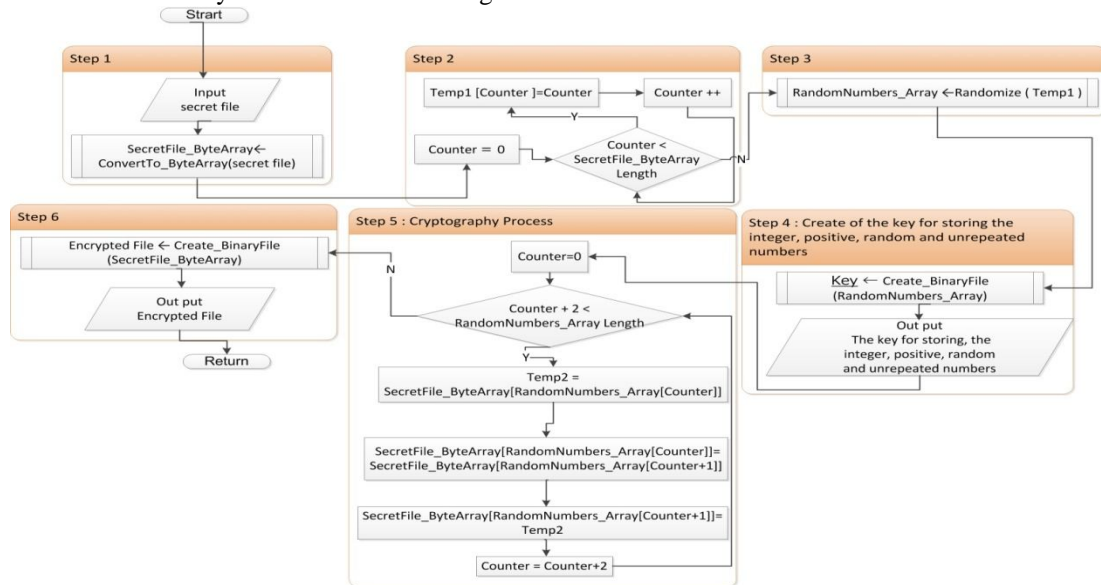 Strart
Step 1
Input
secret file
SecretFile_ByteArray←
ConvertTo_ByteArray(secret file)
Step 2
Temp1 [Counter ]=Counter
Counter ++
Y
Counter = 0
Counter <
SecretFile_ByteArray
Length
N
Step 3
RandomNumbers_Array ←Randomize ( Temp1 )
Step 4 : Create of the key for storing the
integer, positive, random and unrepeated
numbers
Key ← Create_BinaryFile
(RandomNumbers_Array)
Out put
The key for storing, the
integer, positive, random
and unrepeated numbers
Step 5 : Cryptography Process
Counter=0
Counter + 2 <
RandomNumbers_Array Length
N
Y
Temp2 =
SecretFile_ByteArray[RandomNumbers_Array[Counter]]
SecretFile_ByteArray[RandomNumbers_Array[Counter]]=
SecretFile_ByteArray[RandomNumbers_Array[Counter+1]]
SecretFile_ByteArray[RandomNumbers_Array[Counter+1]]=
Temp2
Counter = Counter+2
Step 6
Encrypted File ← Create_BinaryFile
(SecretFile_ByteArray)
Out put
Encrypted File
Return